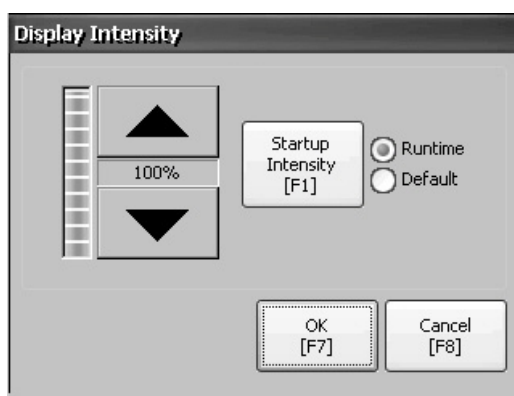 Display Intensity
100%
Startup
Intensity
[F1]
Runtime
Default
OK
[F7]
Cancel
[F8]